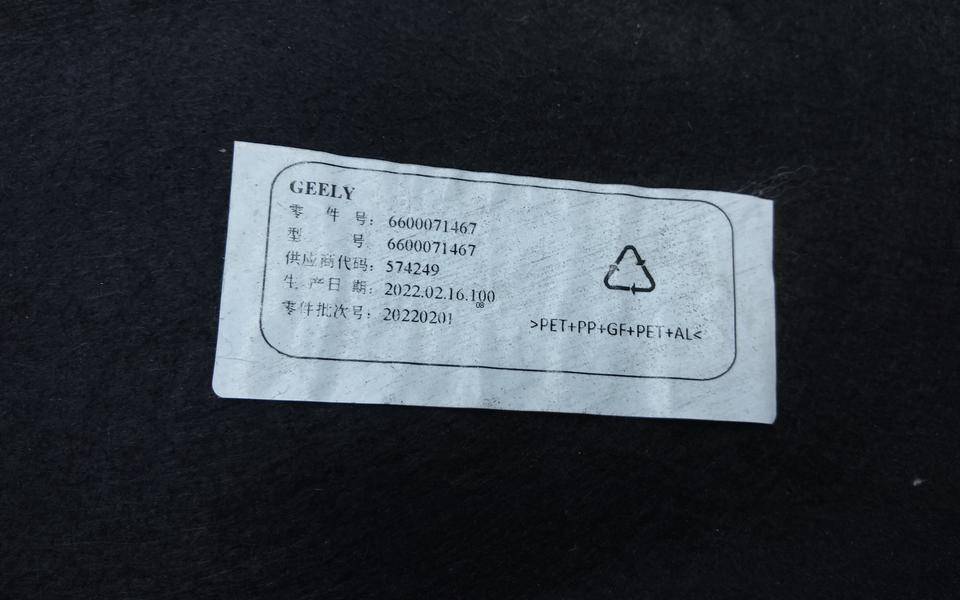 GEELY
零 件 号: 6600071467
型 号 6600071467
供应商代码: 574249
生 产 日 期: 2022.02.16.100
08
零件批次号: 20220201
>PET+PP+GF+PET+AL<